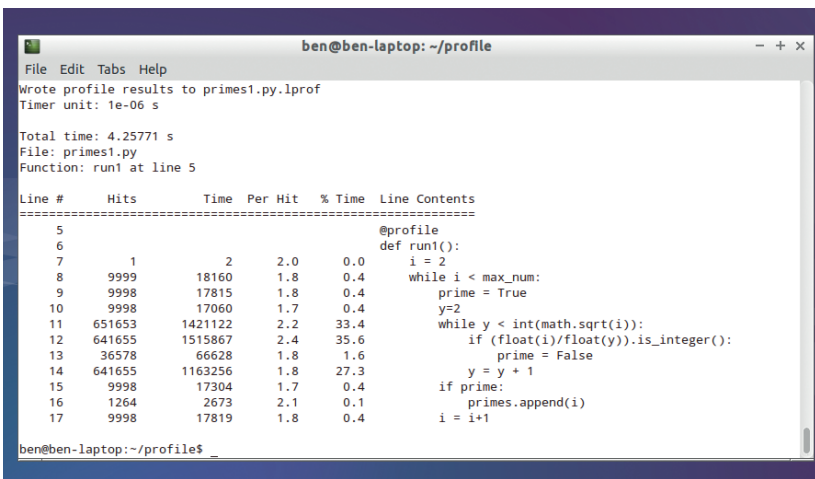 ben@ben-laptop: ~/profile
File Edit Tabs Help
Wrote profile results to primes1.py.lprof
Timer unit: 1e-06 s
Total time: 4.25771 s
File: primes1.py
Function: run1 at line 5
Line # Hits Time Per Hit % Time Line Contents
==============================================================
5 @profile
6 def run1():
7 1 2 2.0 0.0 i = 2
8 9999 18160 1.8 0.4 while i < max_num:
9 9998 17815 1.8 0.4 prime = True
10 9998 17060 1.7 0.4 y=2
11 651653 1421122 2.2 33.4 while y < int(math.sqrt(i)):
12 641655 1515867 2.4 35.6 if (float(i)/float(y)).is_integer():
13 36578 66628 1.8 1.6 prime = False
14 641655 1163256 1.8 27.3 y = y + 1
15 9998 17304 1.7 0.4 if prime:
16 1264 2673 2.1 0.1 primes.append(i)
17 9998 17819 1.8 0.4 i = i+1
ben@ben-laptop:~/profile$ _